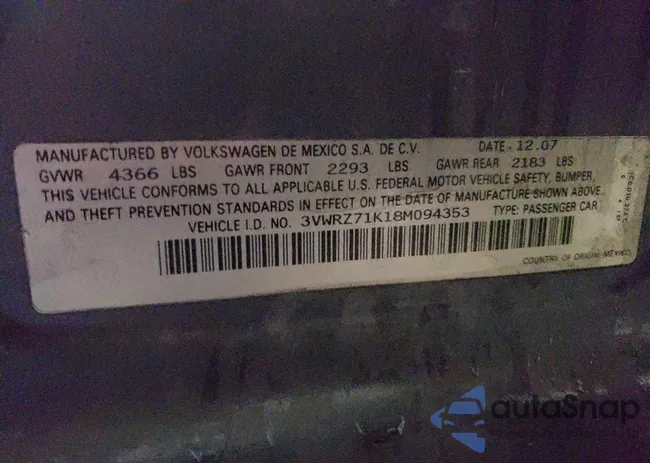 MANUFACTURED BY VOLKSWAGEN DE MEXICO S.A. DE C.V. DATE - 12.07
GVWR 4366 LBS GAWR FRONT 2293 LBS GAWR REAR 2183 LBS
THIS VEHICLE CONFORMS TO ALL APPLICABLE U.S. FEDERAL MOTOR VEHICLE SAFETY, BUMPER,
AND THEFT PREVENTION STANDARDS IN EFFECT ON THE DATE OF MANUFACTURE SHOWN ABOVE.
VEHICLE I.D. NO. 3VWRZ71K18M094353 TYPE: PASSENGER CAR
COUNTRY OF ORIGIN: MEXICO
autoSnap